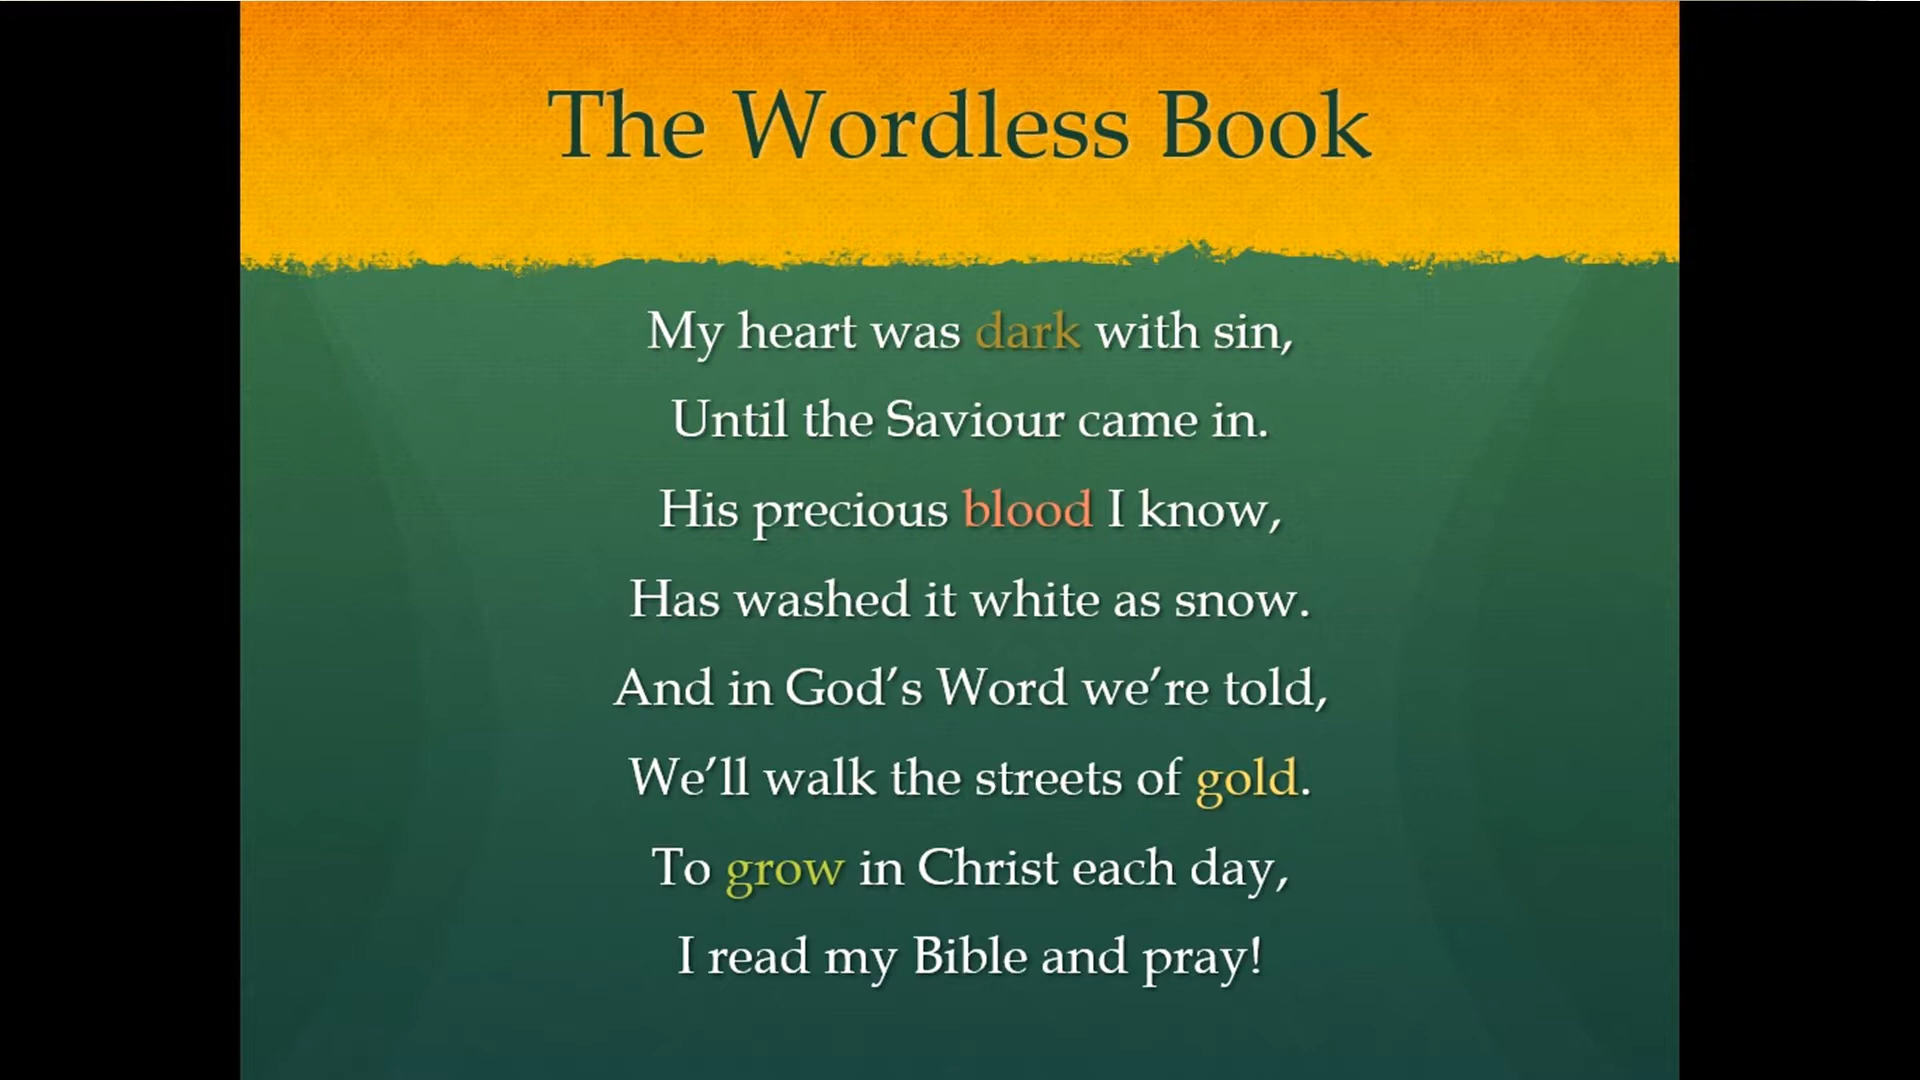 The Wordless Book
My heart was dark with sin,
Until the Saviour came in.
His precious blood I know,
Has washed it white as snow.
And in God’s Word we’re told,
We’ll walk the streets of gold.
To grow in Christ each day,
I read my Bible and pray!